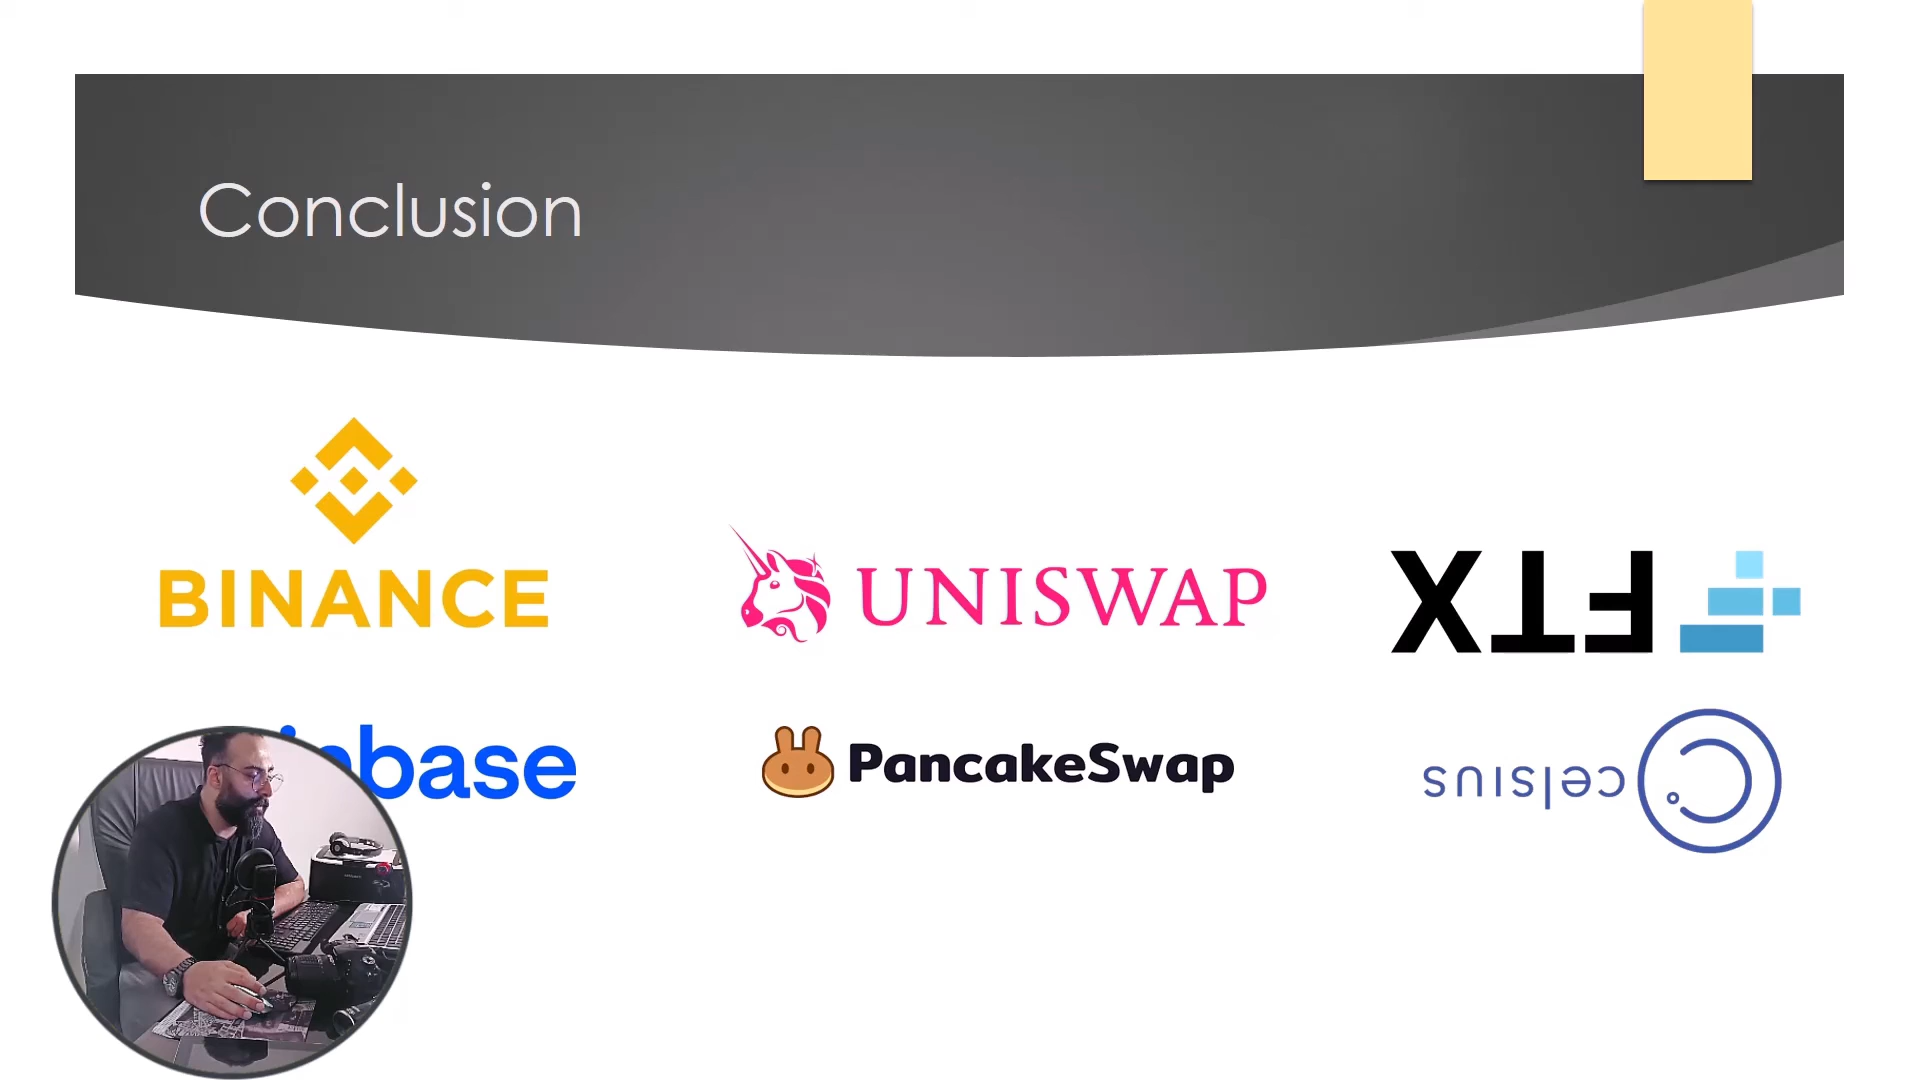 Conclusion
BINANCE
UNISWAP
FTX
base
PancakeSwap
celsius